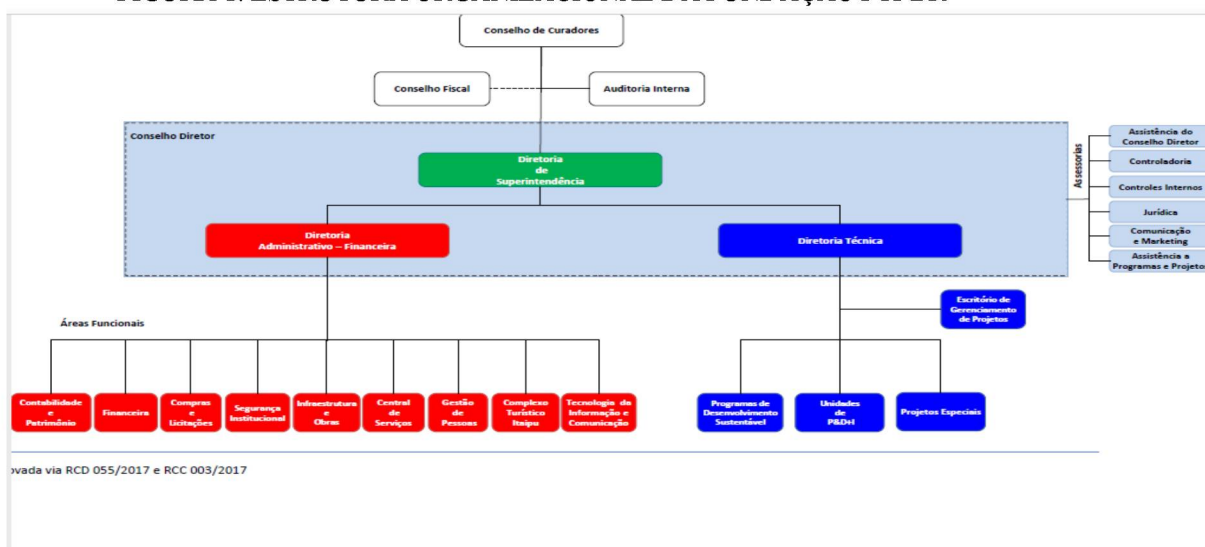 Conselho de Curadores
Conselho Fiscal
Auditoria Interna
Conselho Diretor
Diretoria
de
Superintendência
Diretoria
Administrativo – Financeira
Diretoria Técnica
Assessorias
Assistência do
Conselho Diretor
Controladoria
Controles Internos
Jurídica
Comunicação
e Marketing
Assistência a
Programas e Projetos
Escritório de
Gerenciamento
de Projetos
Áreas Funcionais
Contabilidade
e
Patrimônio
Financeira
Compras
e
Licitações
Segurança
Institucional
Infraestrutura
e
Obras
Central
de
Serviços
Gestão
de
Pessoas
Complexo
Turístico
Itaipu
Tecnologia da
Informação e
Comunicação
Programas de
Desenvolvimento
Sustentável
Unidades
de
P&D+I
Projetos Especiais
ovada via RCD 055/2017 e RCC 003/2017